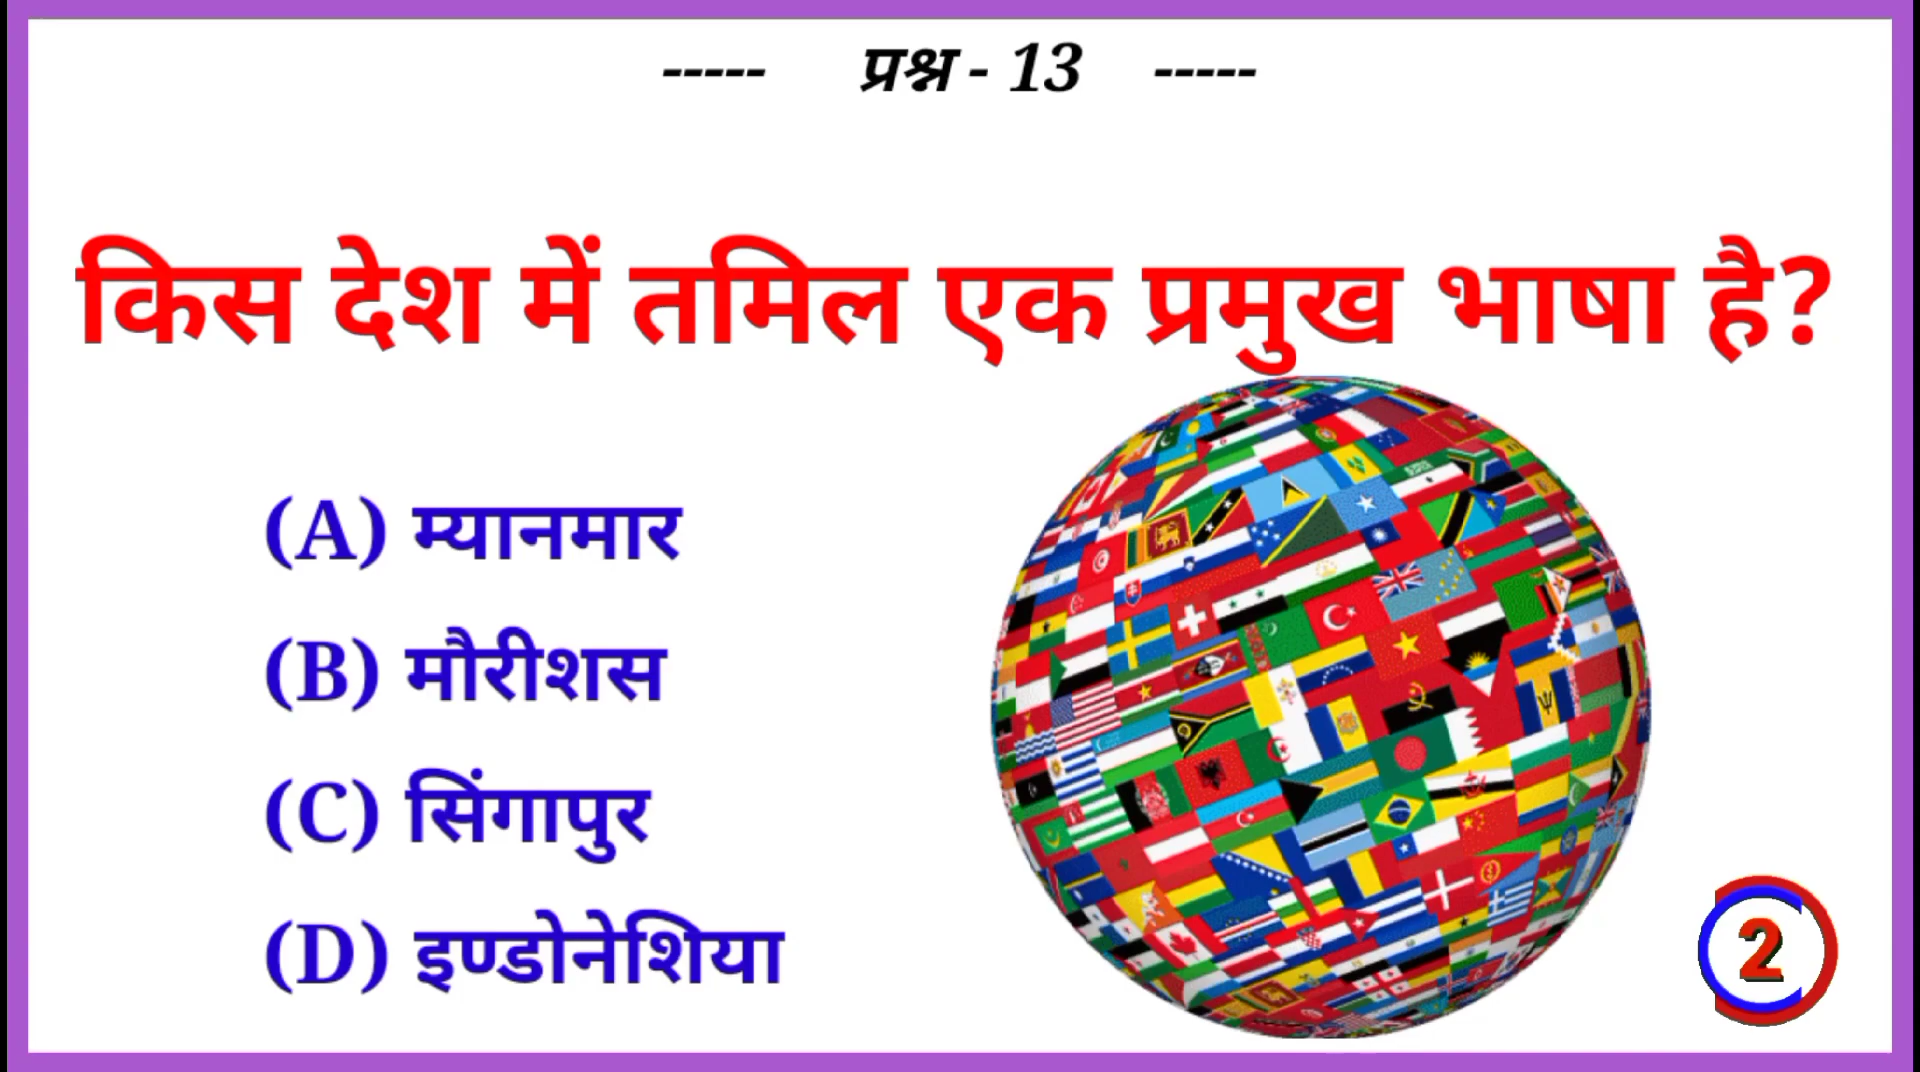 ----- प्रश्न - 13 -----
किस देश में तमिल एक प्रमुख भाषा है?
(A) म्यानमार
(B) मौरीशस
(C) सिंगापुर
(D) इण्डोनेशिया
2